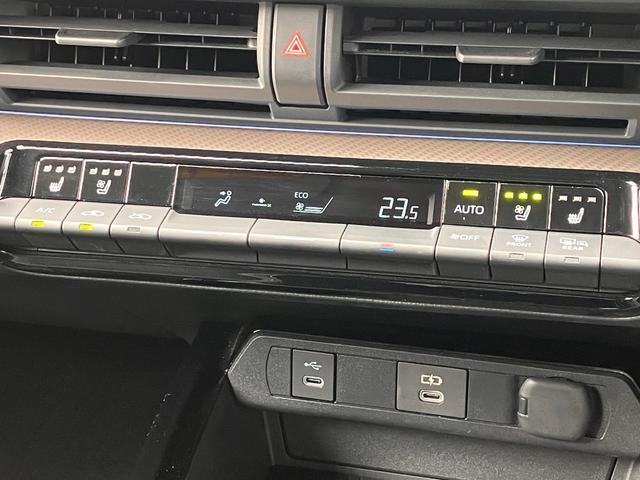 ECO
23.5
AUTO
A/C
OFF
FRONT
REAR